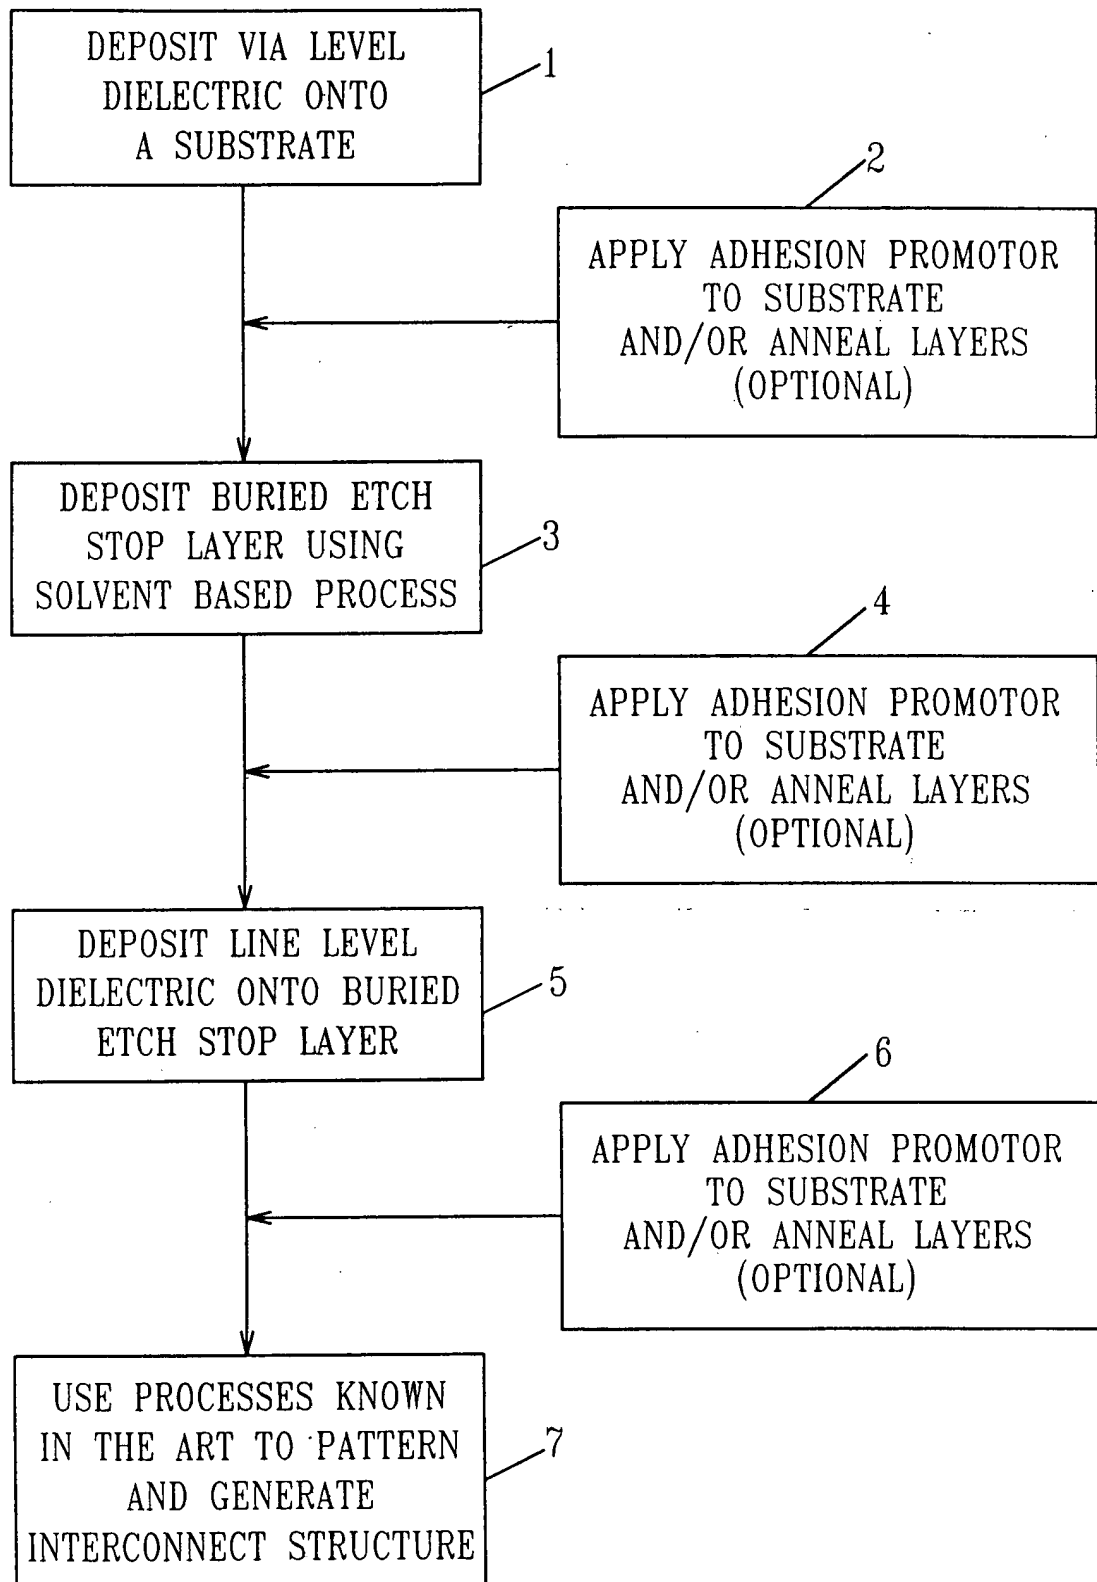 DEPOSIT VIA LEVEL
DIELECTRIC ONTO
A SUBSTRATE
1
2
APPLY ADHESION PROMOTOR
TO SUBSTRATE
AND/OR ANNEAL LAYERS
(OPTIONAL)
DEPOSIT BURIED ETCH
STOP LAYER USING
SOLVENT BASED PROCESS
3
4
APPLY ADHESION PROMOTOR
TO SUBSTRATE
AND/OR ANNEAL LAYERS
(OPTIONAL)
DEPOSIT LINE LEVEL
DIELECTRIC ONTO BURIED
ETCH STOP LAYER
5
6
APPLY ADHESION PROMOTOR
TO SUBSTRATE
AND/OR ANNEAL LAYERS
(OPTIONAL)
USE PROCESSES KNOWN
IN THE ART TO PATTERN
AND GENERATE
INTERCONNECT STRUCTURE
7